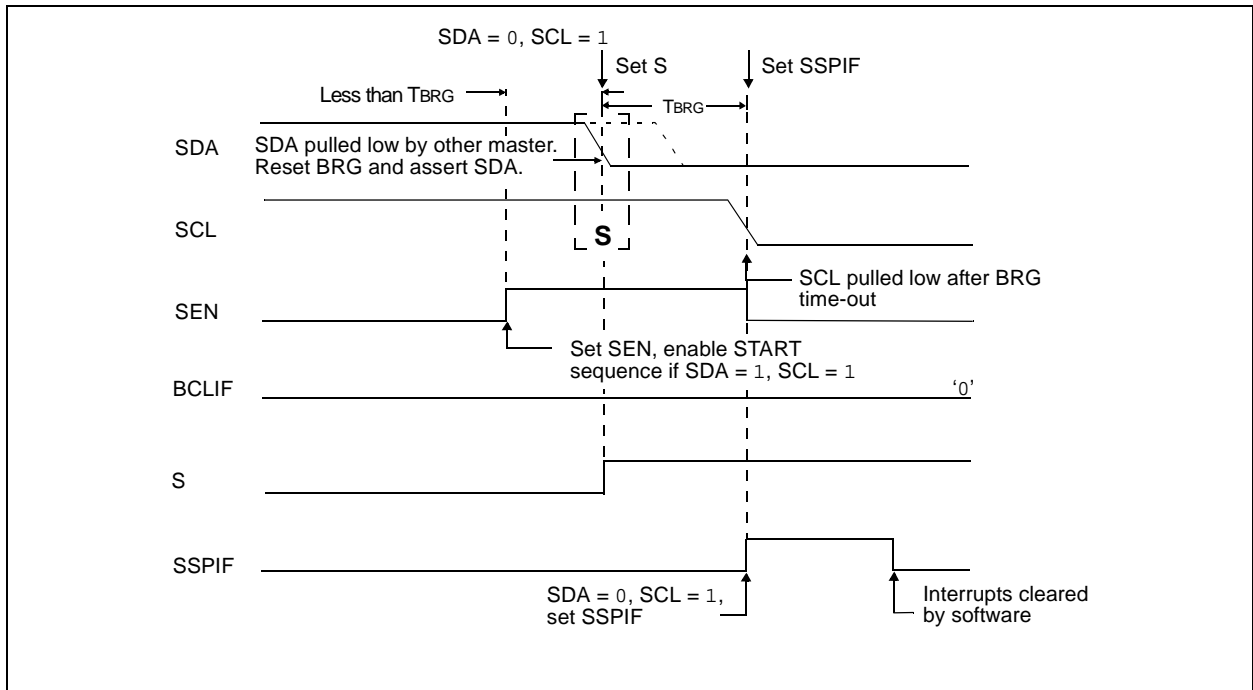 SDA = 0, SCL = 1
Set S
Set SSPIF
Less than TBRG
TBRG
SDA
SDA pulled low by other master.
Reset BRG and assert SDA.
SCL
S
SCL pulled low after BRG
time-out
SEN
Set SEN, enable START
sequence if SDA = 1, SCL = 1
BCLIF
‘0’
S
SSPIF
SDA = 0, SCL = 1,
set SSPIF
Interrupts cleared
by software